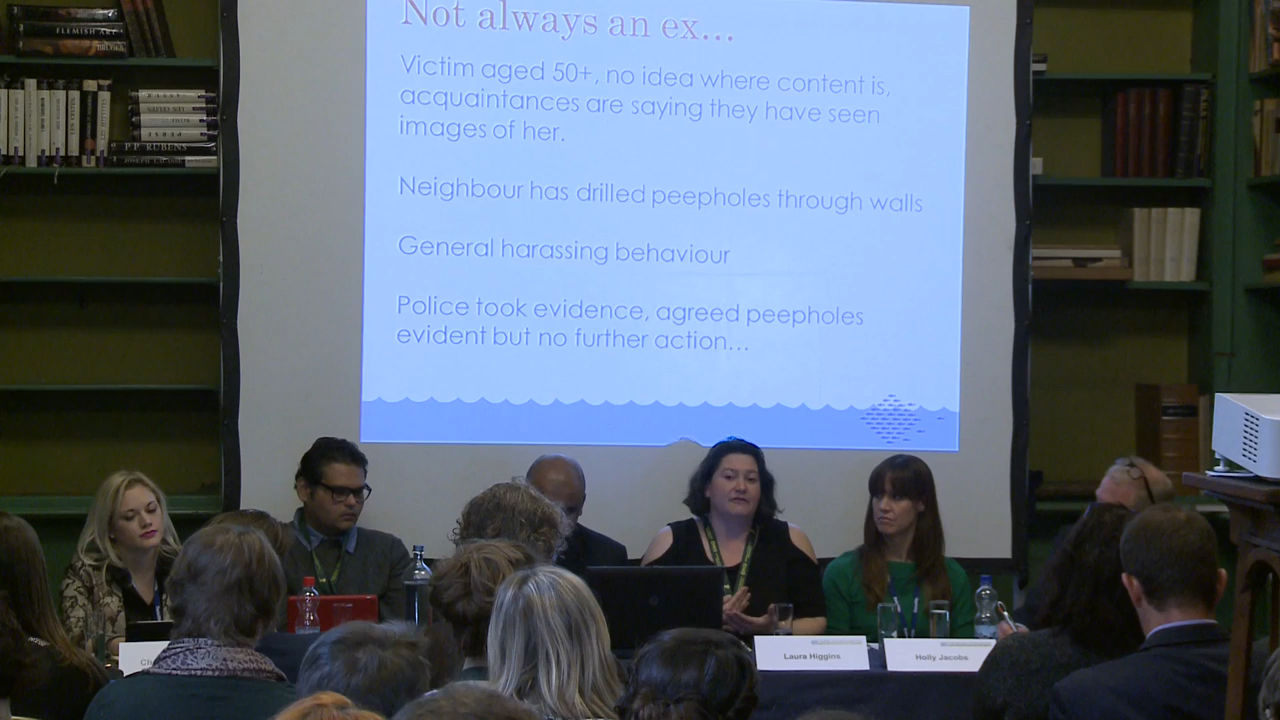 Not always an ex...
Victim aged 50+, no idea where content is,
acquaintances are saying they have seen
images of her.
Neighbour has drilled peepholes through walls
General harassing behaviour
Police took evidence, agreed peepholes
evident but no further action...
FLEMISH ART
P.P. RUBENS
Laura Higgins
Holly Jacobs